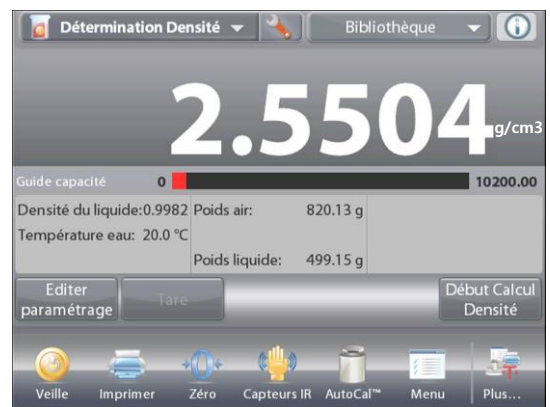 Détermination Densité Bibliothèque
2.5504 g/cm3
Guide capacité 0 10200.00
Densité du liquide:0.9982 Poids air: 820.13 g
Température eau: 20.0 °C
Poids liquide: 499.15 g
Editer
paramétrage
Tare
Début Calcul
Densité
Veille Imprimer Zéro Capteurs IR AutoCal™ Menu Plus...